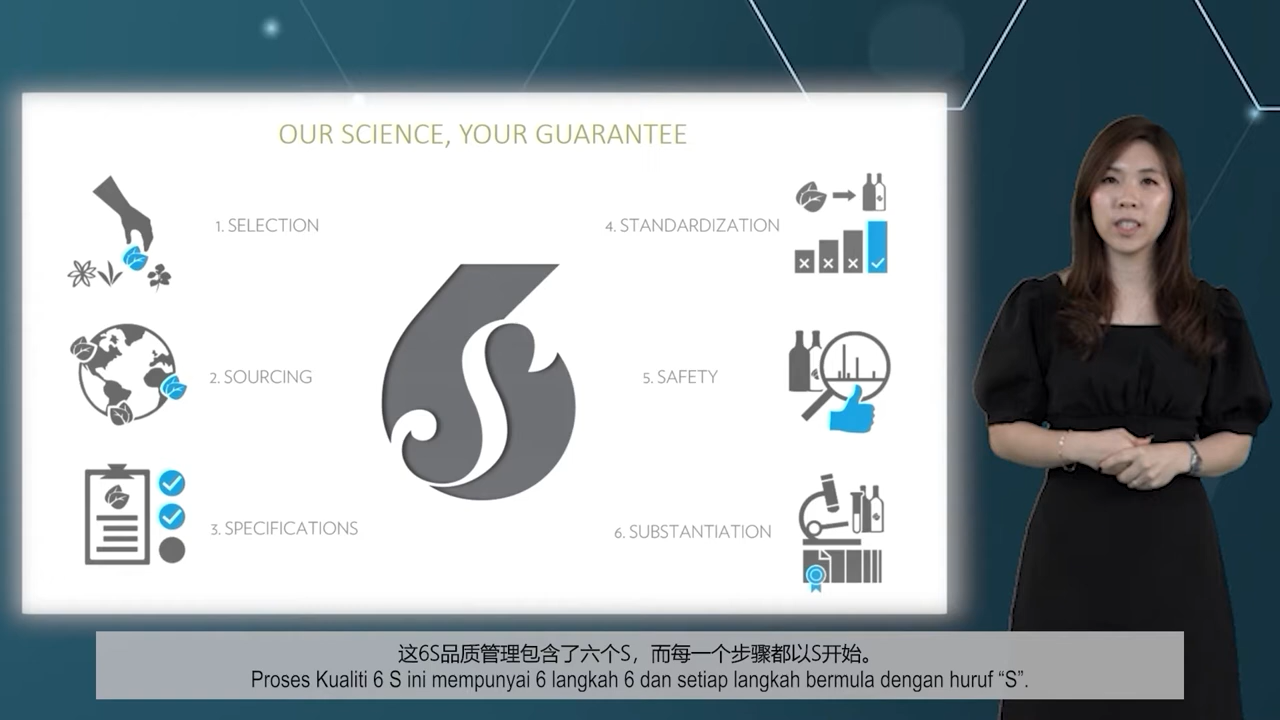 OUR SCIENCE, YOUR GUARANTEE
1. SELECTION
2. SOURCING
3. SPECIFICATIONS
6S
4. STANDARDIZATION
5. SAFETY
6. SUBSTANTIATION
这6S品质管理包含了六个S，而每一个步骤都以S开始。
Proses Kualiti 6 S ini mempunyai 6 langkah 6 dan setiap langkah bermula dengan huruf “S”.